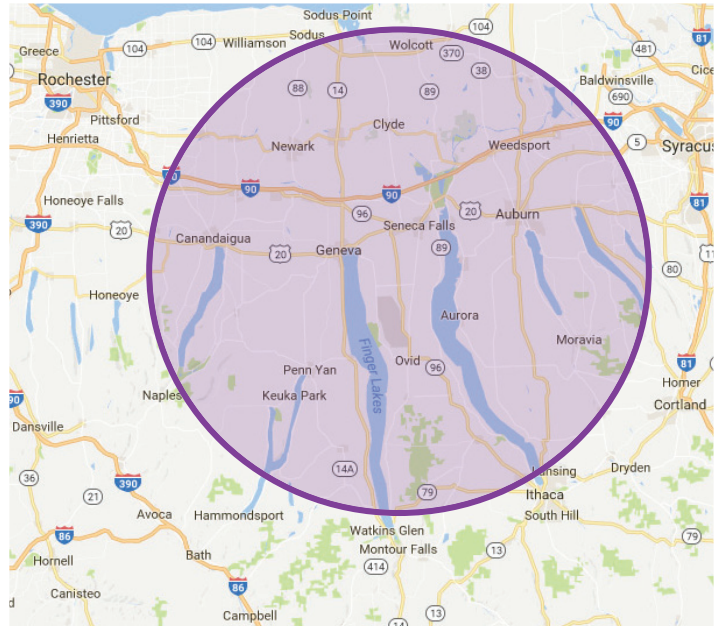 Sodus Point
104
481
81
Greece
104
104
Williamson
Sodus
Wolcott
370
Cice
38
Rochester
390
88
14
89
Baldwinsville
690
Pittsford
Clyde
90
Henrietta
Newark
Weedsport
5
Syracus
90
90
90
Honeoye Falls
96
20
Auburn
81
390
20
Seneca Falls
Canandaigua
20
Geneva
89
11
80
Honeoye
Aurora
Finger Lakes
Moravia
Penn Yan
Ovid
96
81
Naples
Keuka Park
Homer
90
Cortland
Dansville
14A
Lansing
Dryden
36
390
21
79
Ithaca
Avoca
Hammondsport
South Hill
86
Watkins Glen
79
Bath
Montour Falls
13
Hornell
414
Canisteo
86
d
13
Campbell
14